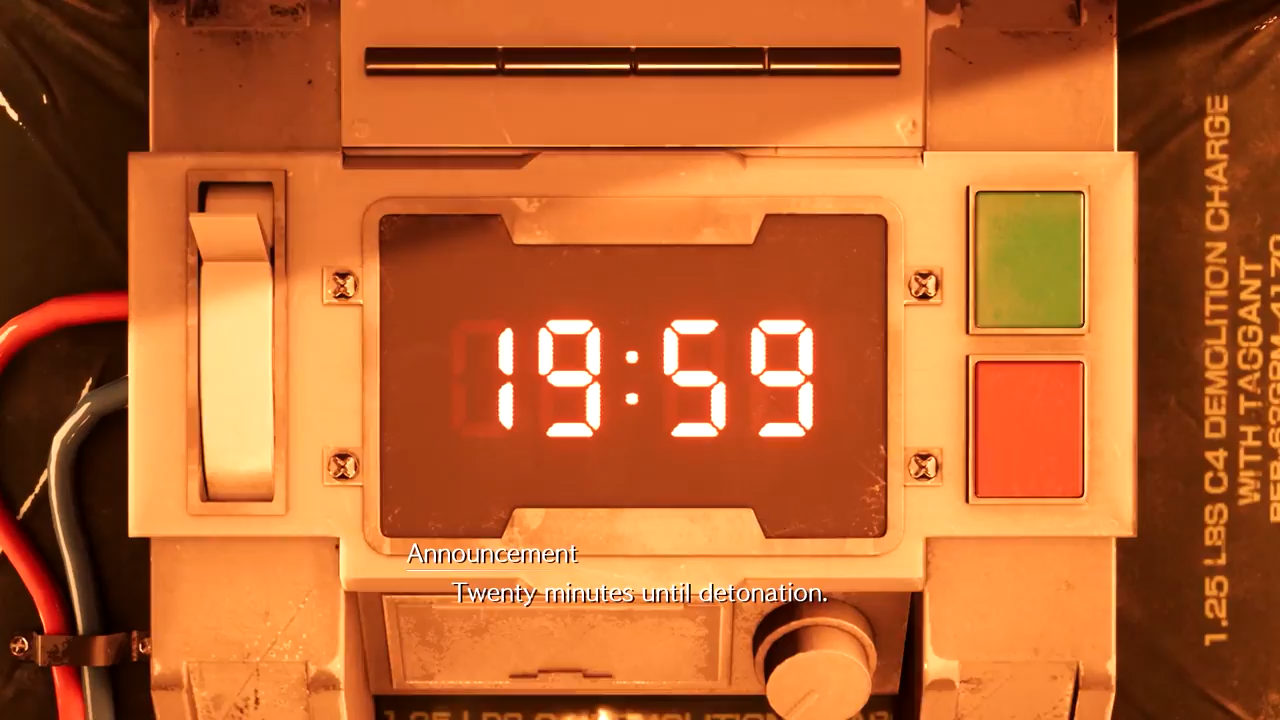 19:59
Announcement
Twenty minutes until detonation.
1.25 LBS C4 DEMOLITION CHARGE
WITH TAGGANT